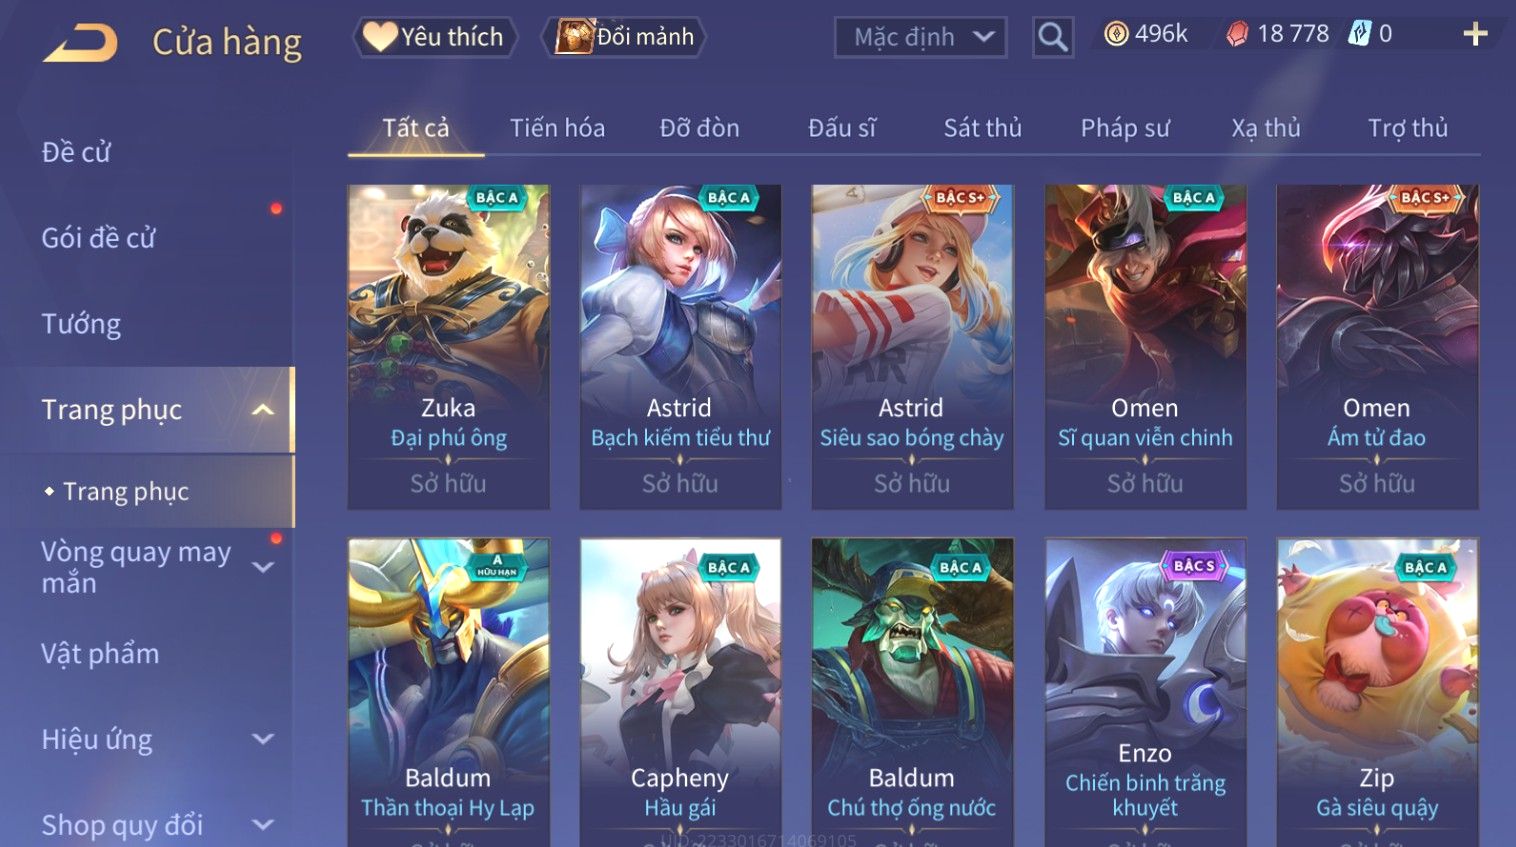 Cửa hàng
Yêu thích
Đổi mảnh
Mặc định
496k
18 778
0
Đề cử
Gói đề cử
Tướng
Trang phục
Trang phục
Vòng quay may
mắn
Vật phẩm
Hiệu ứng
Shop quy đổi
Tất cả
Tiến hóa
Đỡ đòn
Đấu sĩ
Sát thủ
Pháp sư
Xạ thủ
Trợ thủ
BẬC A
Zuka
Đại phú ông
Sở hữu
BẬC A
Astrid
Bạch kiếm tiểu thư
Sở hữu
BẬC S+
Astrid
Siêu sao bóng chày
Sở hữu
BẬC A
Omen
Sĩ quan viễn chinh
Sở hữu
BẬC S+
Omen
Ám tử đao
Sở hữu
A
HỮU HẠN
Baldum
Thần thoại Hy Lạp
BẬC A
Capheny
Hầu gái
BẬC A
Baldum
Chú thợ ống nước
BẬC S
Enzo
Chiến binh trăng
khuyết
BẬC A
Zip
Gà siêu quậy
UID: 2233016714069105